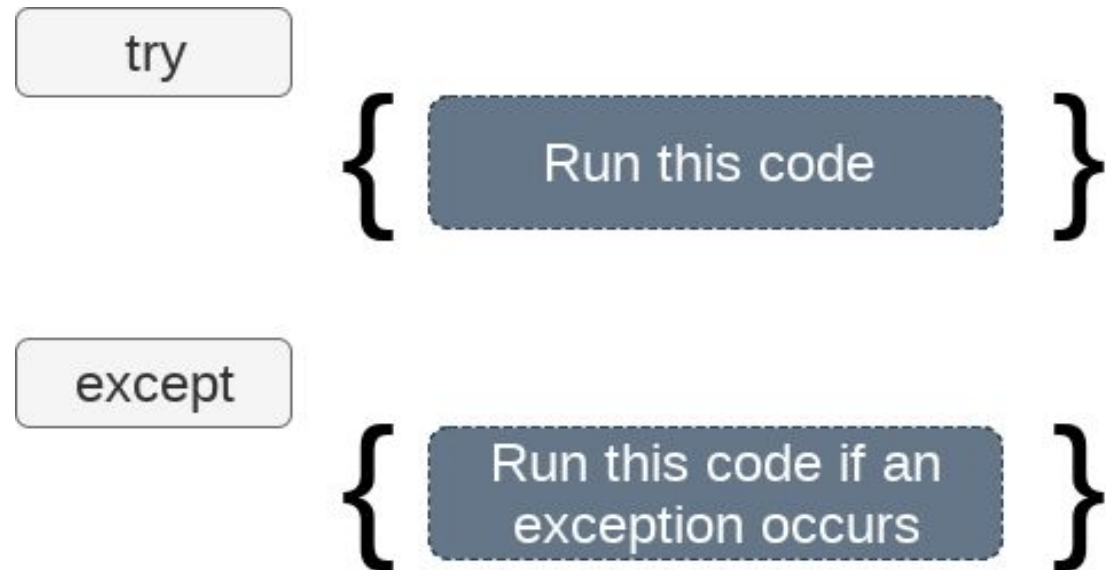 try
{ Run this code }
except
{ Run this code if an
exception occurs }